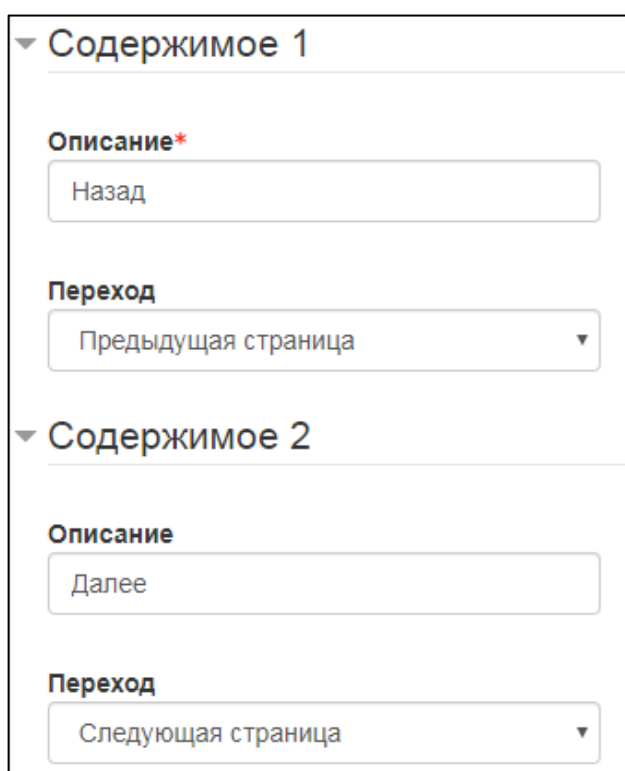 Содержимое 1
Описание*
Назад
Переход
Предыдущая страница
Содержимое 2
Описание
Далее
Переход
Следующая страница